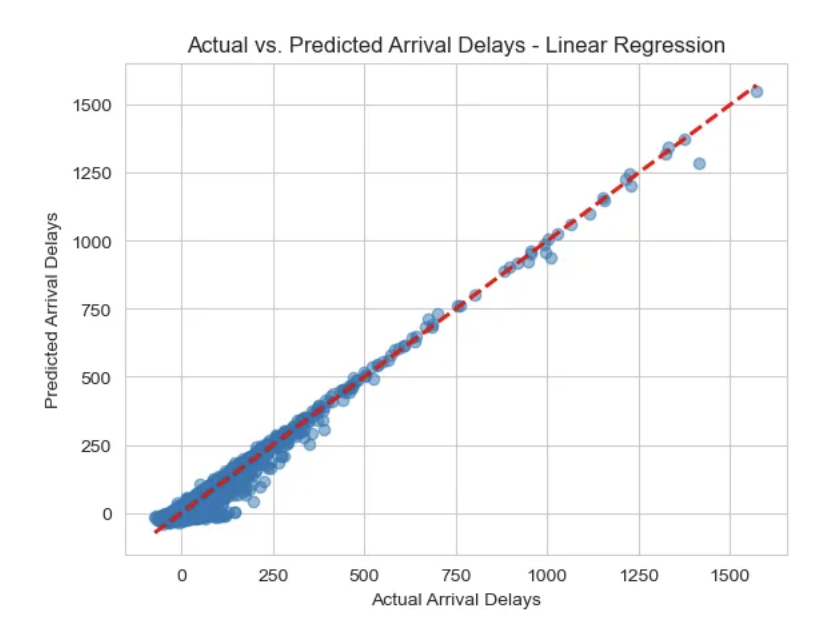 Actual vs. Predicted Arrival Delays - Linear Regression
1500
1250
1000
750
500
250
0
Predicted Arrival Delays
0 250 500 750 1000 1250 1500
Actual Arrival Delays